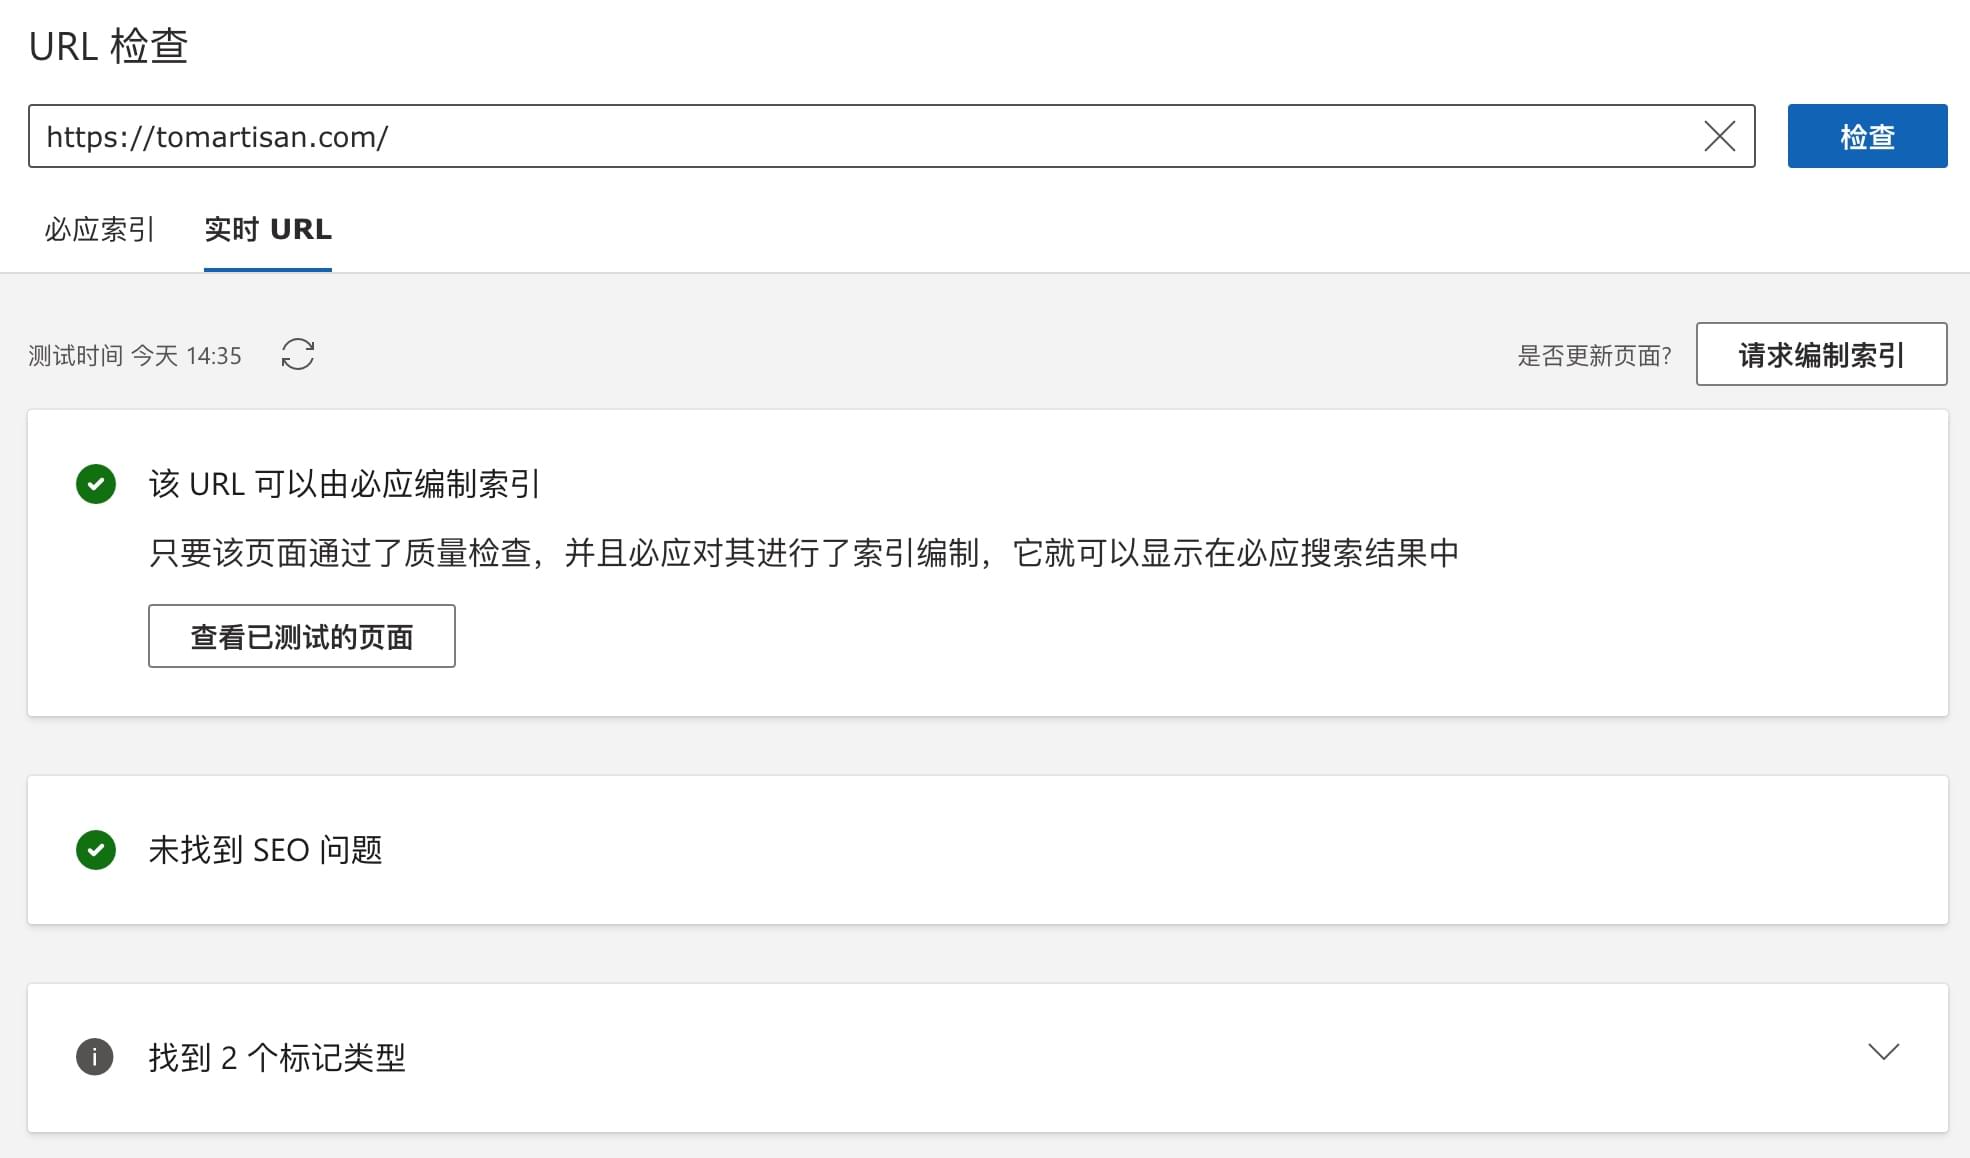 URL 检查
https://tomartisan.com/
检查
必应索引
实时 URL
测试时间 今天 14:35
是否更新页面?
请求编制索引
该 URL 可以由必应编制索引
只要该页面通过了质量检查，并且必应对其进行了索引编制，它就可以显示在必应搜索结果中
查看已测试的页面
未找到 SEO 问题
找到 2 个标记类型